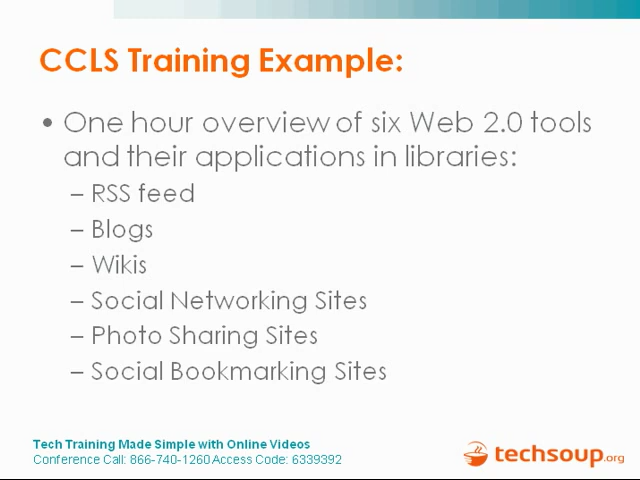 CCLS Training Example:
• One hour overview of six Web 2.0 tools
and their applications in libraries:
– RSS feed
– Blogs
– Wikis
– Social Networking Sites
– Photo Sharing Sites
– Social Bookmarking Sites
Tech Training Made Simple with Online Videos
Conference Call: 866-740-1260 Access Code: 6339392
techsoup.org